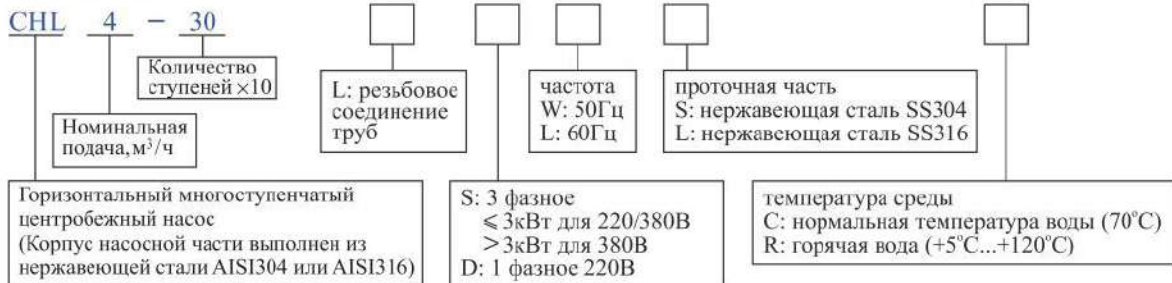 CHL 4 - 30
Количество
ступеней ×10
Номинальная
подача, м³/ч
L: резьбовое
соединение
труб
частота
W: 50Гц
L: 60Гц
проточная часть
S: нержавеющая сталь SS304
L: нержавеющая сталь SS316
Горизонтальный многоступенчатый
центробежный насос
(Корпус насосной части выполнен из
нержавеющей стали AISI304 или AISI316)
S: 3 фазное
⩽3кВт для 220/380В
>3кВт для 380В
D: 1 фазное 220В
температура среды
C: нормальная температура воды (70°C)
R: горячая вода (+5°C...+120°C)